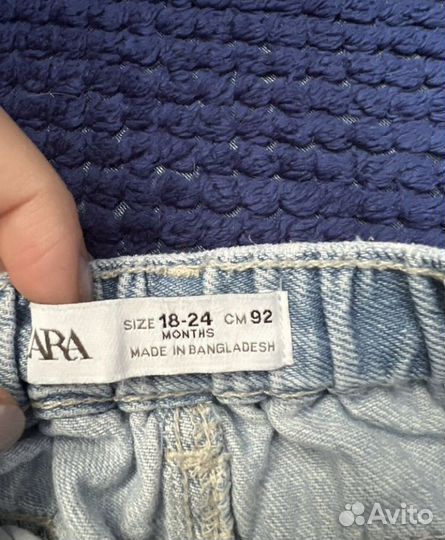 ARA
SIZE 18-24 CM 92
MONTHS
MADE IN BANGLADESH
Avito